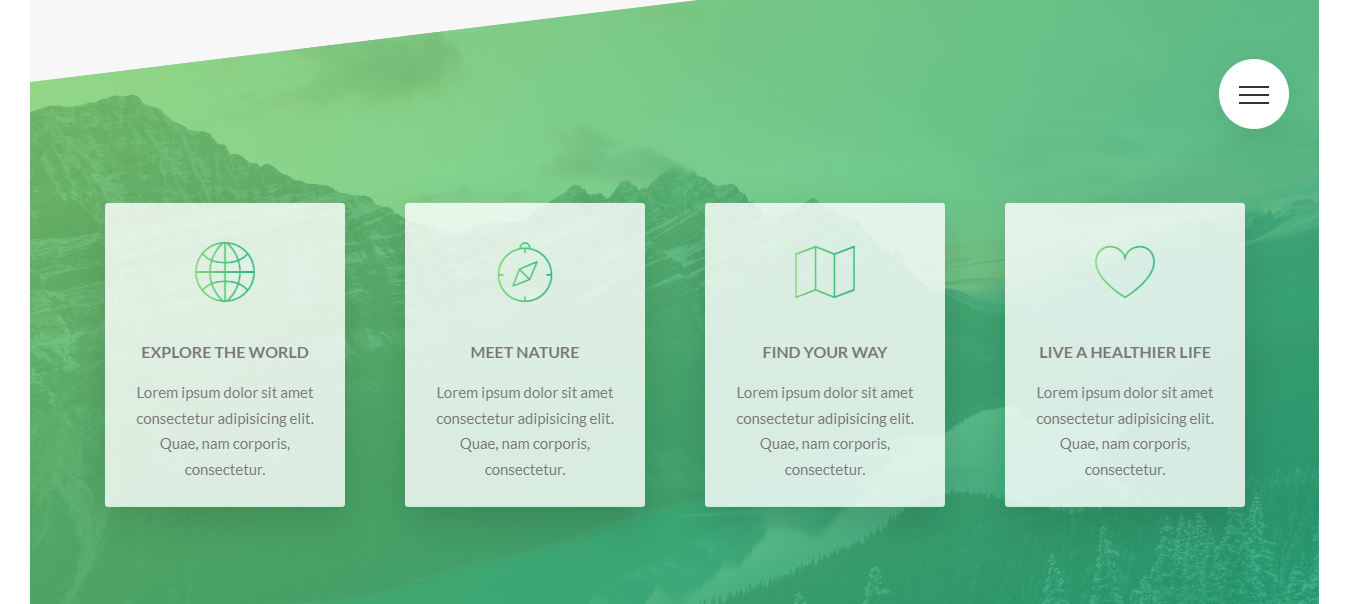 EXPLORE THE WORLD
Lorem ipsum dolor sit amet
consectetur adipisicing elit.
Quae, nam corporis,
consectetur.
MEET NATURE
Lorem ipsum dolor sit amet
consectetur adipisicing elit.
Quae, nam corporis,
consectetur.
FIND YOUR WAY
Lorem ipsum dolor sit amet
consectetur adipisicing elit.
Quae, nam corporis,
consectetur.
LIVE A HEALTHIER LIFE
Lorem ipsum dolor sit amet
consectetur adipisicing elit.
Quae, nam corporis,
consectetur.